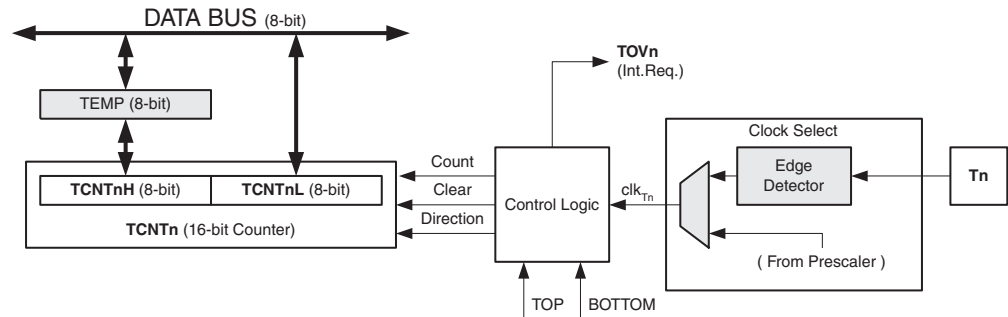 DATA BUS (8-bit)
TOVn
(Int.Req.)
TEMP (8-bit)
Clock Select
Count
Edge
Detector
TCNTnH (8-bit) TCNTnL (8-bit)
Clear
Control Logic
clkTn
Tn
TCNTn (16-bit Counter)
Direction
( From Prescaler )
TOP
BOTTOM